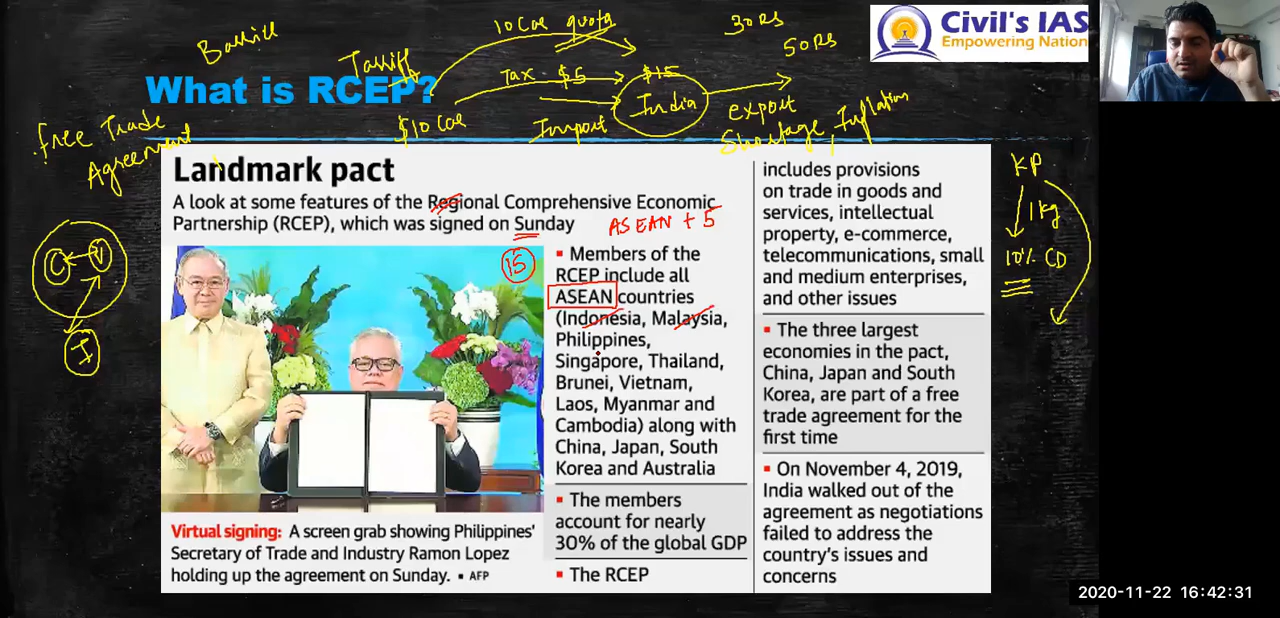 Barrier
Tariff
10 Car quota
30 RS
50 RS
Civil's IAS
Empowering Nation
What is RCEP?
Tax - $5
$15
India
export
$10 Car
Import
Shortage, Inflation
Free Trade
Agreement
Landmark pact
A look at some features of the Regional Comprehensive Economic
Partnership (RCEP), which was signed on Sunday
ASEAN + 5
15
Members of the
RCEP include all
ASEAN countries
(Indonesia, Malaysia,
Philippines,
Singapore, Thailand,
Brunei, Vietnam,
Laos, Myanmar and
Cambodia) along with
China, Japan, South
Korea and Australia
The members
account for nearly
30% of the global GDP
The RCEP
includes provisions
on trade in goods and
services, intellectual
property, e-commerce,
telecommunications, small
and medium enterprises,
and other issues
The three largest
economies in the pact,
China, Japan and South
Korea, are part of a free
trade agreement for the
first time
On November 4, 2019,
India walked out of the
agreement as negotiations
failed to address the
country's issues and
concerns
Virtual signing: A screen grab showing Philippines'
Secretary of Trade and Industry Ramon Lopez
holding up the agreement on Sunday. • AFP
KP
1 kg
10% CD
C
V
I
2020-11-22 16:42:31